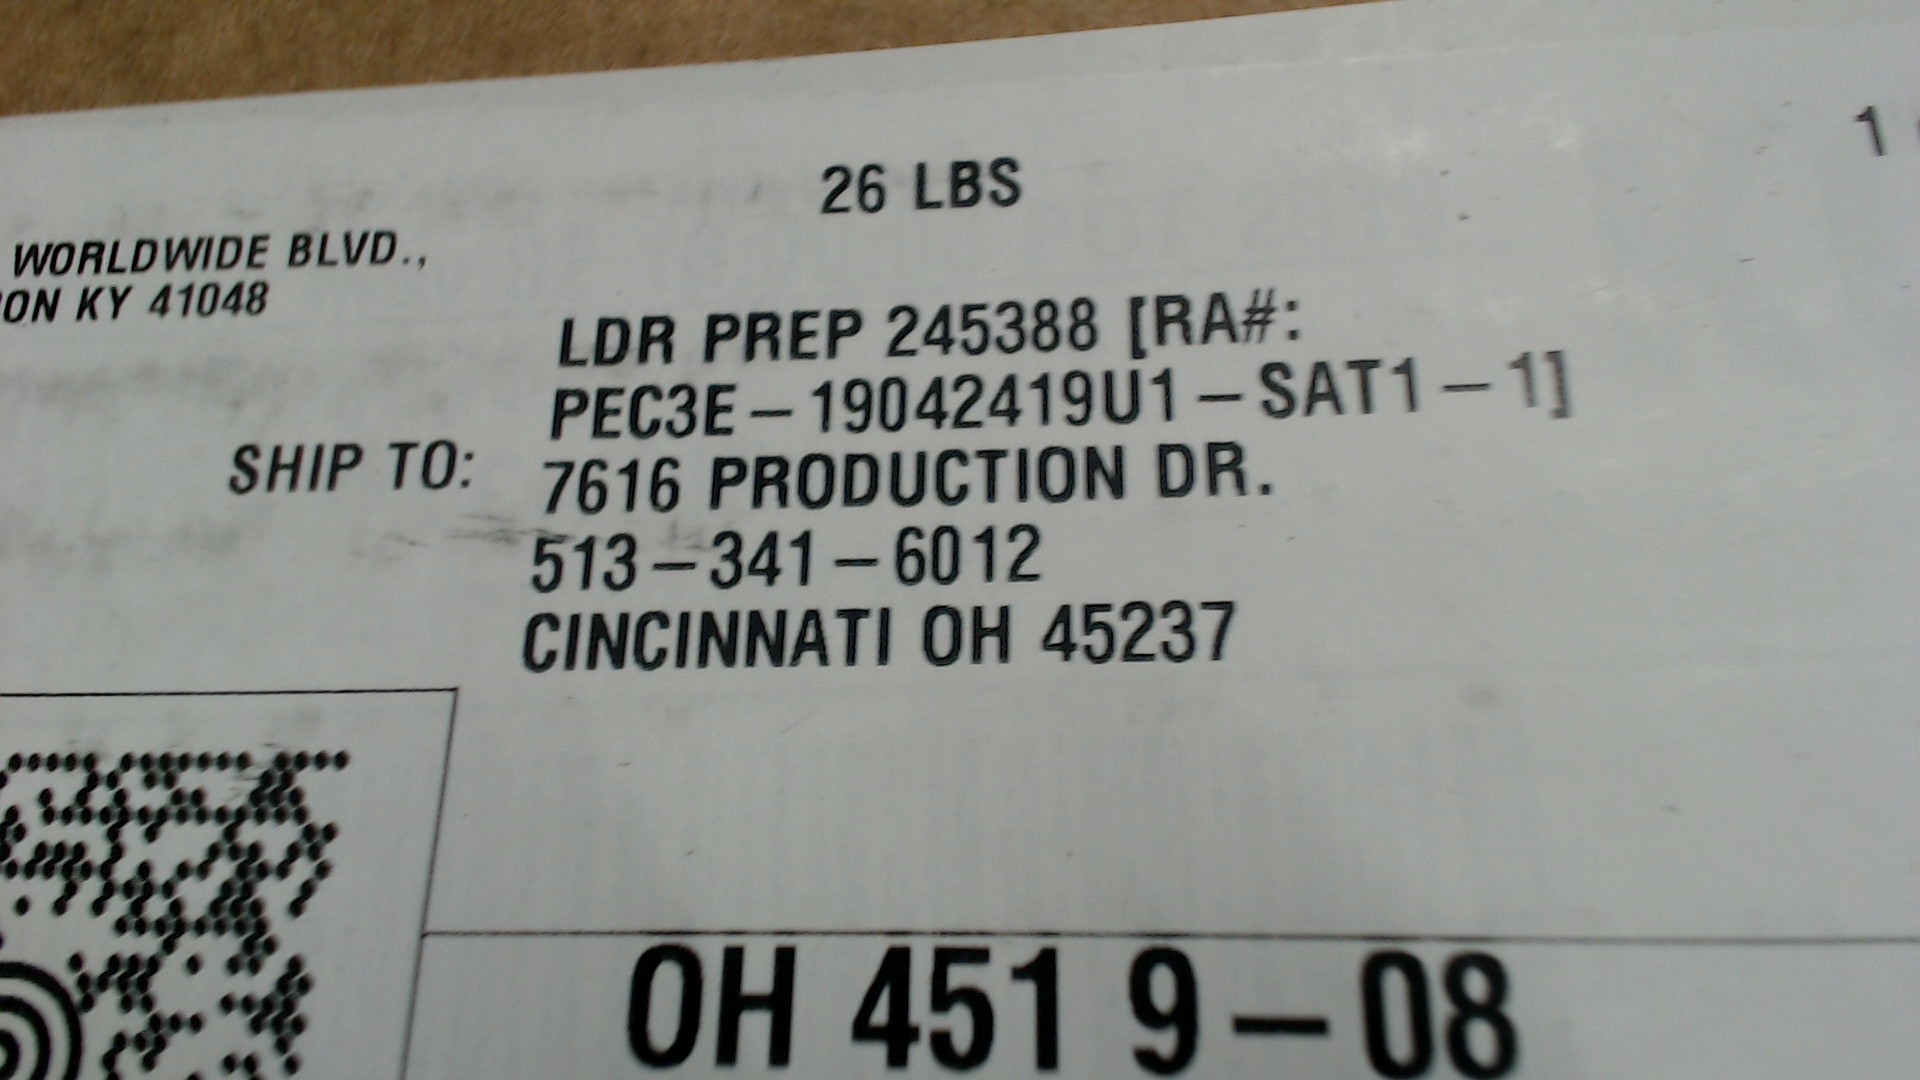 26 LBS
1
WORLDWIDE BLVD.,
ON KY 41048
LDR PREP 245388 [RA#:
PEC3E-19042419U1-SAT1-1]
SHIP TO: 7616 PRODUCTION DR.
513-341-6012
CINCINNATI OH 45237
OH 451 9-08